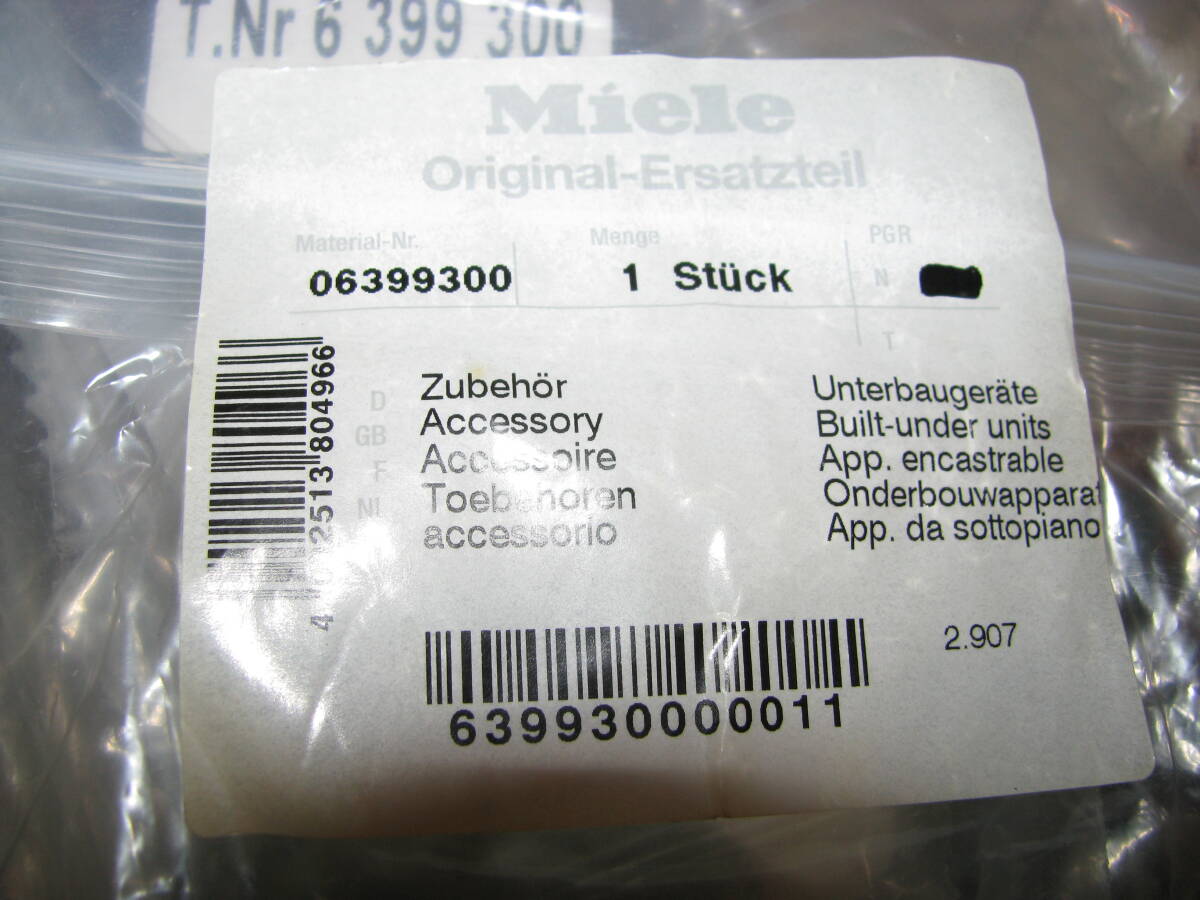 T.Nr 6 399 300
Miele
Original-Ersatzteil
Material-Nr. Menge PGR
06399300 1 Stück N
T
D Zubehör Unterbaugeräte
GB Accessory Built-under units
F Accessoire App. encastrable
NL Toebehoren Onderbouwapparat
accessorio App. da sottopiano
2513 804966
2.907
639930000011